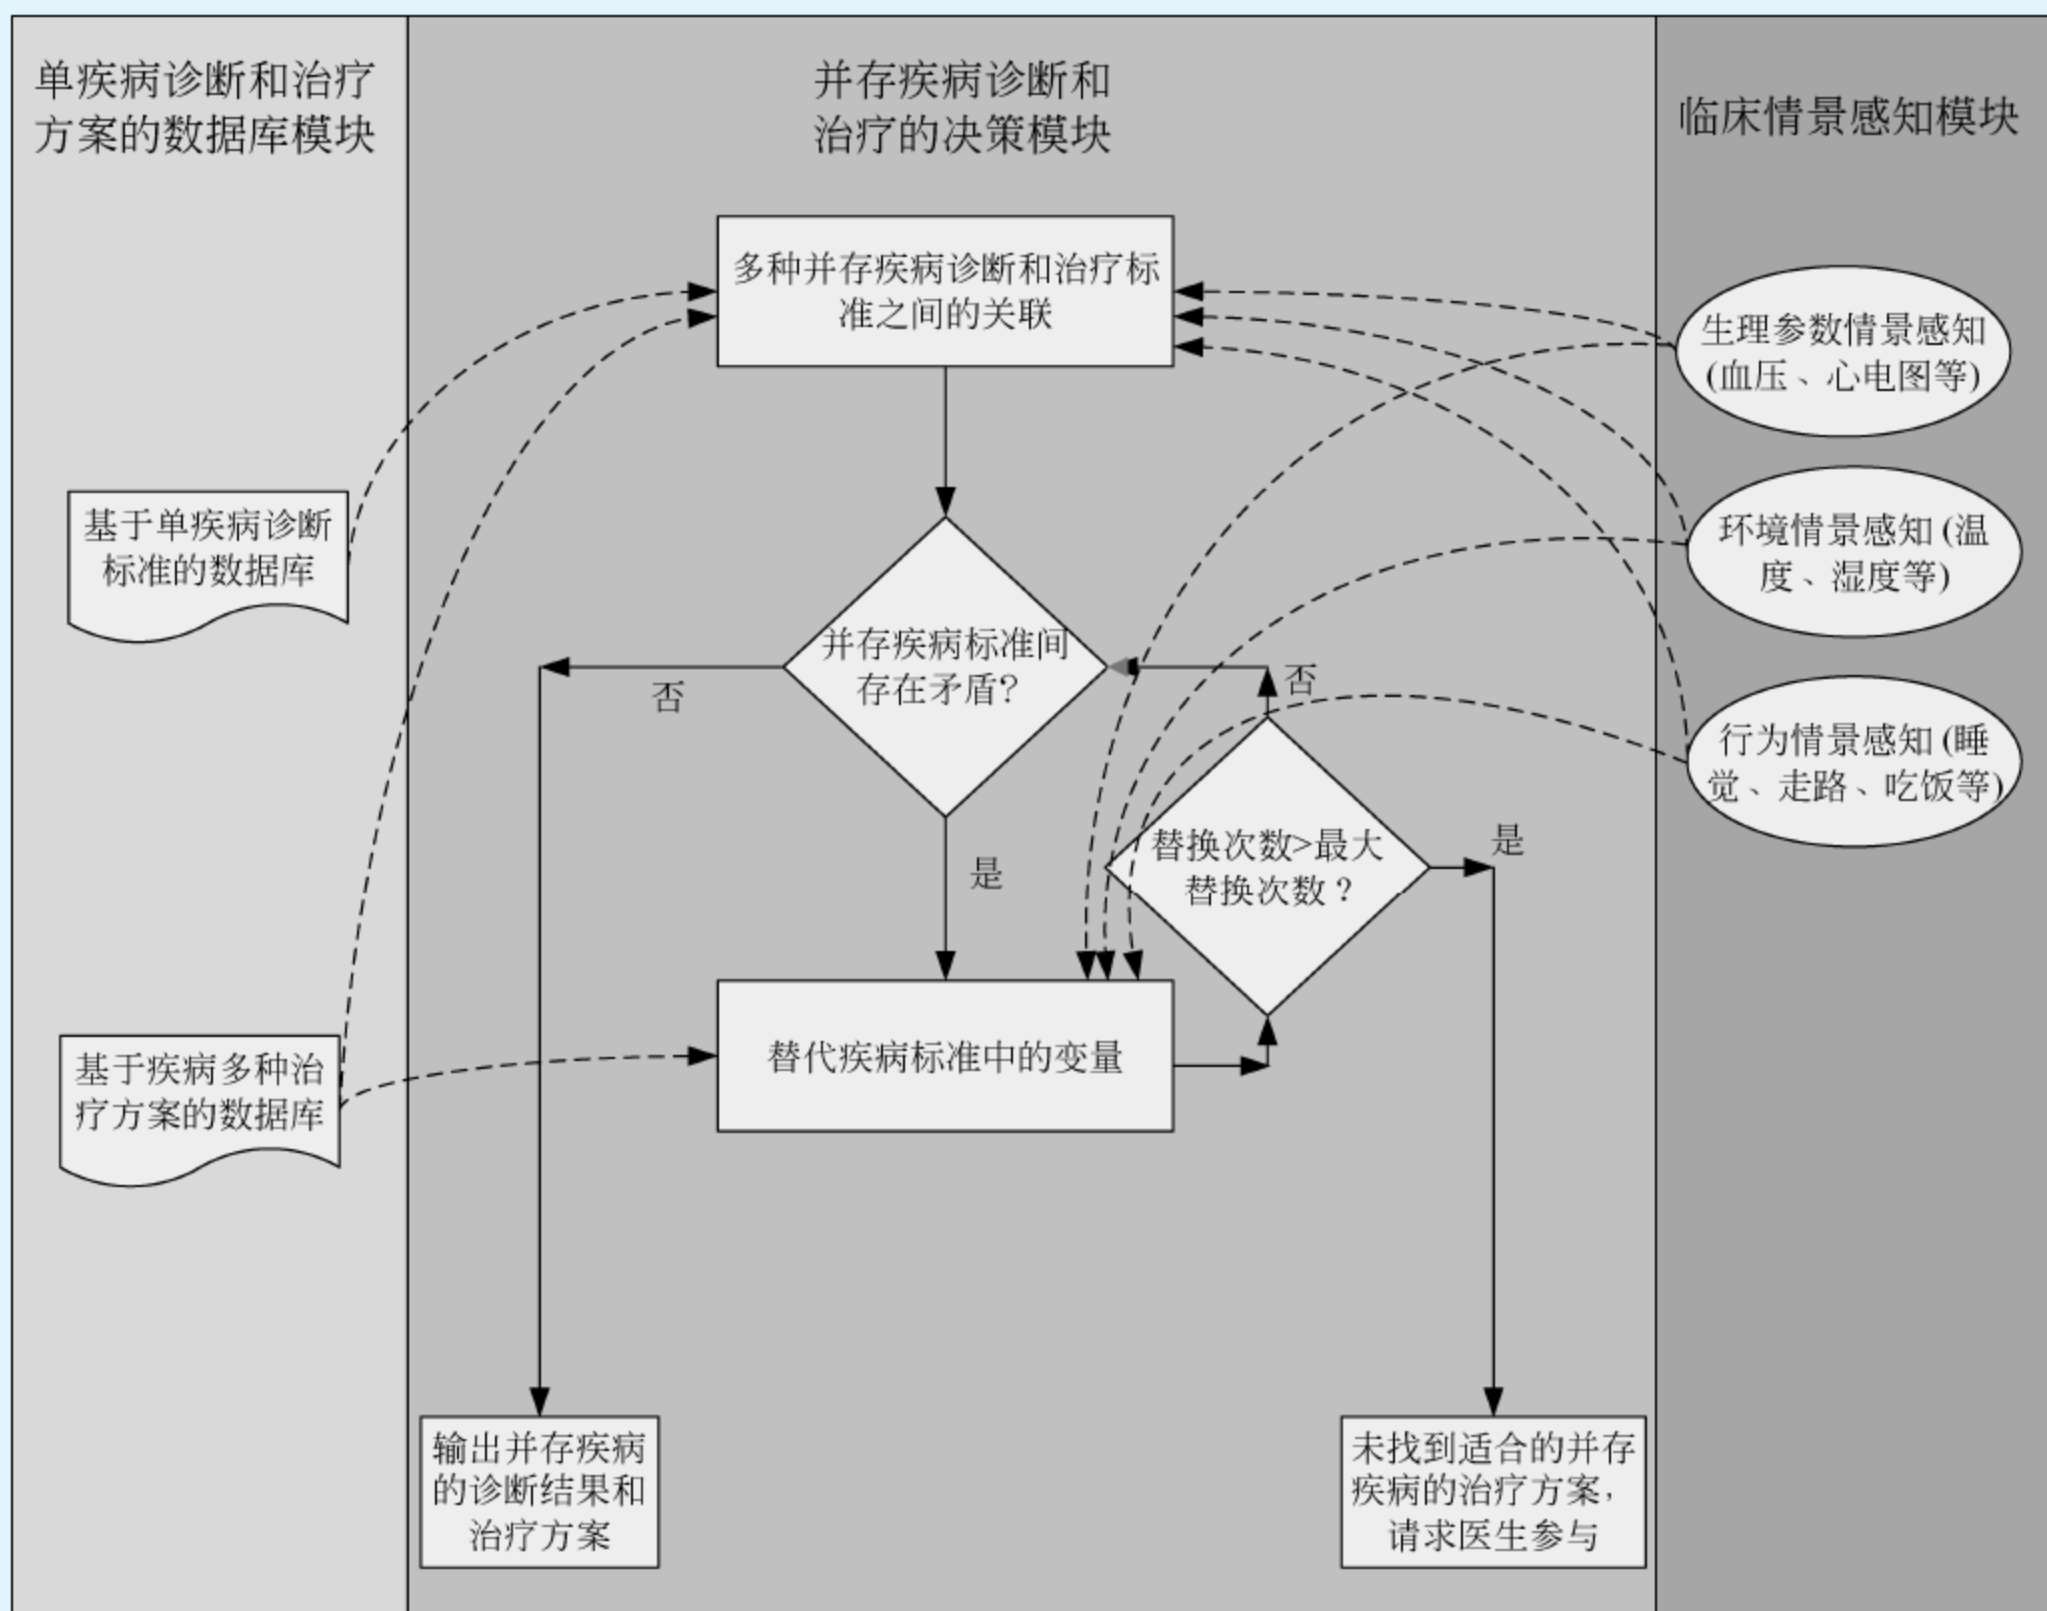 单疾病诊断和治疗
方案的数据库模块
并存疾病诊断和
治疗的决策模块
临床情景感知模块
多种并存疾病诊断和治疗标
准之间的关联
生理参数情景感知
(血压、心电图等)
基于单疾病诊断
标准的数据库
环境情景感知(温
度、湿度等)
并存疾病标准间
存在矛盾?
否
否
行为情景感知(睡
觉、走路、吃饭等)
是
替换次数>最大
替换次数？
是
基于疾病多种治
疗方案的数据库
替代疾病标准中的变量
输出并存疾病
的诊断结果和
治疗方案
未找到适合的并存
疾病的治疗方案，
请求医生参与